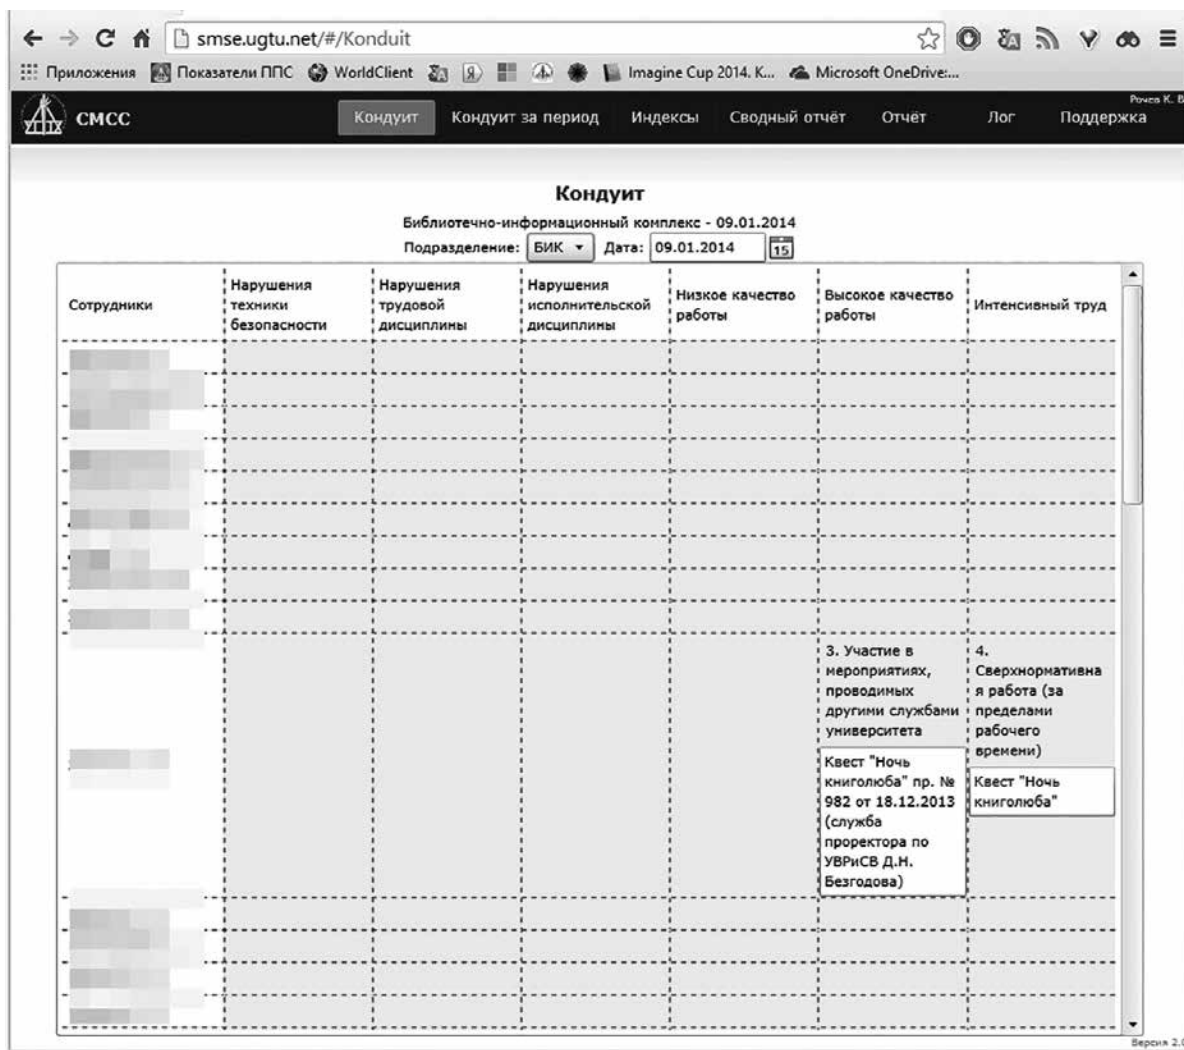 smse.ugtu.net/#/Konduit
Приложения Показатели ППС WorldClient Я Imagine Cup 2014. К... Microsoft OneDrive:...
Рочев К. В
СМСС Кондуит Кондуит за период Индексы Сводный отчёт Отчёт Лог Поддержка
Кондуит
Библиотечно-информационный комплекс - 09.01.2014
Подразделение: БИК Дата: 09.01.2014 15
Сотрудники
Нарушения
техники
безопасности
Нарушения
трудовой
дисциплины
Нарушения
исполнительской
дисциплины
Низкое качество
работы
Высокое качество
работы
Интенсивный труд
3. Участие в
мероприятиях,
проводимых
другими службами
университета
Квест "Ночь
книголюба" пр. №
982 от 18.12.2013
(служба
проректора по
УВРиСВ Д.Н.
Безгодова)
4.
Сверхнормативна
я работа (за
пределами
рабочего
времени)
Квест "Ночь
книголюба"
Версия 2.0